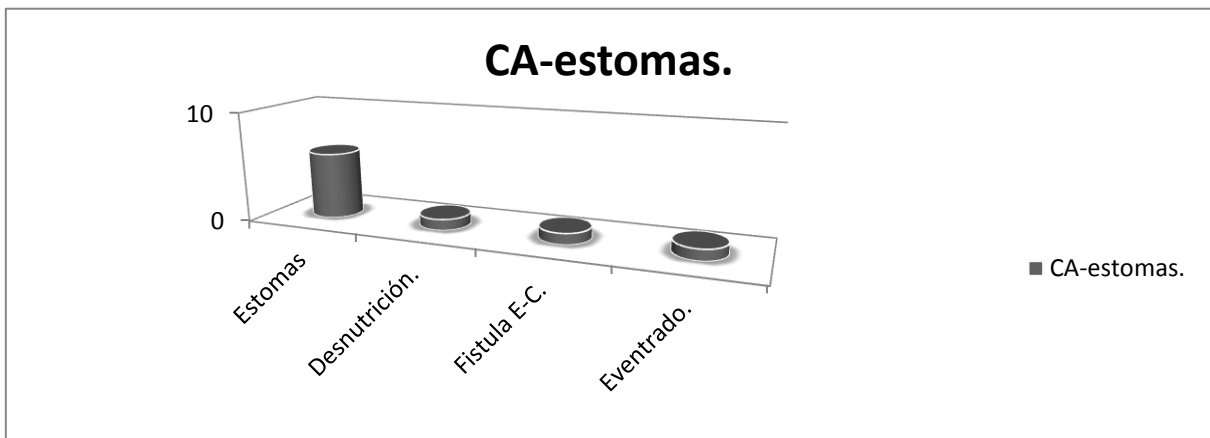 CA-estomas.
10
0
Estomas
Desnutrición.
Fistula E-C.
Eventrado.
CA-estomas.